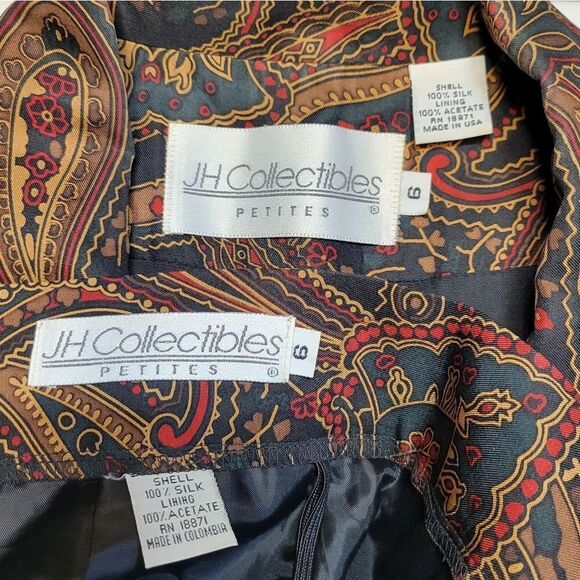 SHELL
100% SILK
LINING
100% ACETATE
RN 18871
MADE IN USA
JH Collectibles
PETITES ®
6
JH Collectibles
PETITES ®
6
SHELL
100% SILK
LINING
100% ACETATE
RN 18871
MADE IN COLOMBIA